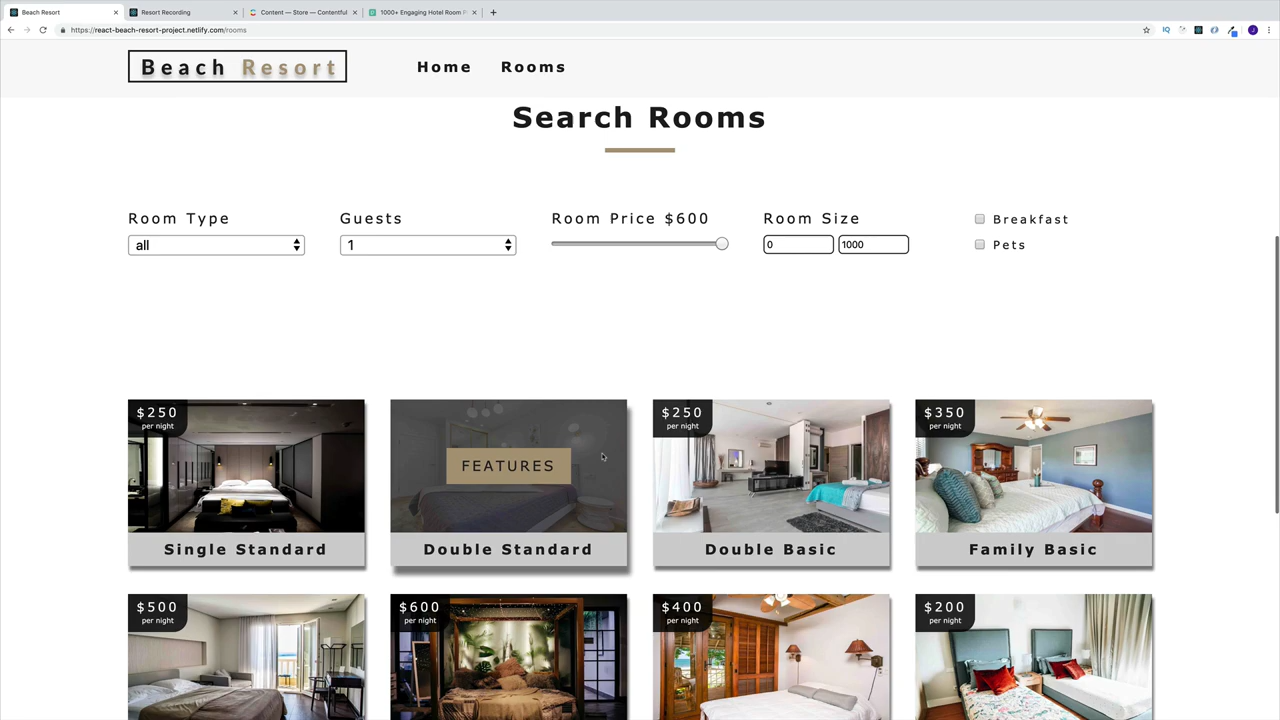 Beach Resort
Resort Recording
Content — Store — Contentful
1000+ Engaging Hotel Room P
https://react-beach-resort-project.netlify.com/rooms
IQ
J
Beach Resort
Home
Rooms
Search Rooms
Room Type
Guests
Room Price $600
Room Size
Breakfast
all
1
0
1000
Pets
$250
per night
FEATURES
$250
per night
$350
per night
Single Standard
Double Standard
Double Basic
Family Basic
$500
per night
$600
per night
$400
per night
$200
per night